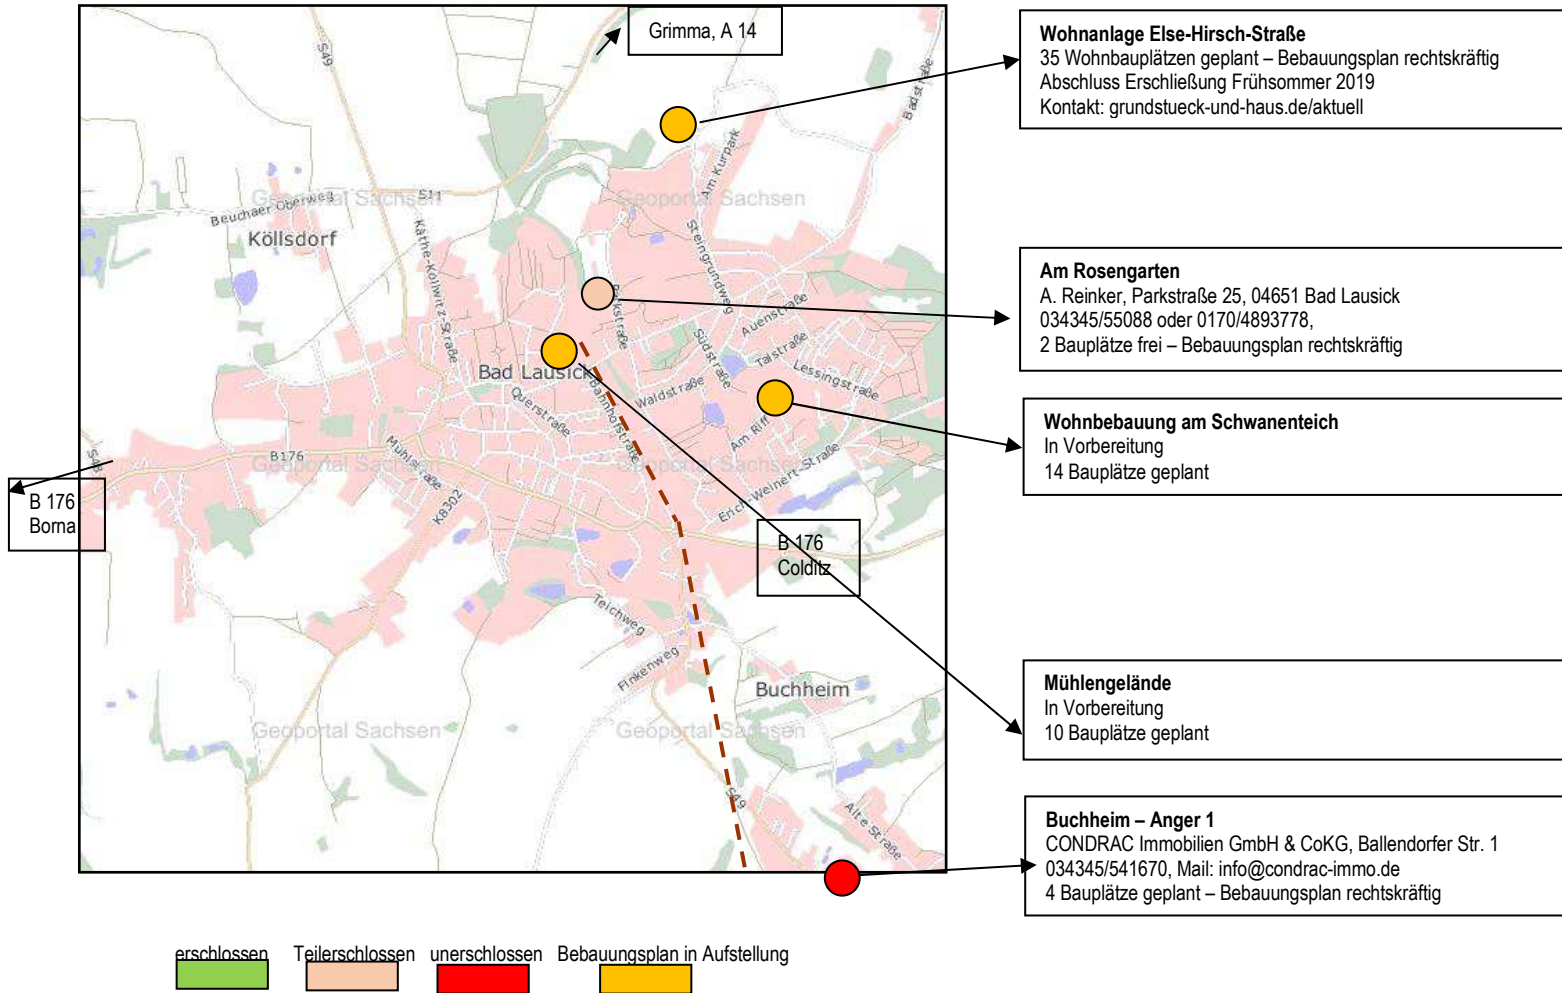 Grimma, A 14
Wohnanlage Else-Hirsch-Straße
35 Wohnbauplätzen geplant – Bebauungsplan rechtskräftig
Abschluss Erschließung Frühsommer 2019
Kontakt: grundstueck-und-haus.de/aktuell
Am Rosengarten
A. Reinker, Parkstraße 25, 04651 Bad Lausick
034345/55088 oder 0170/4893778,
2 Bauplätze frei – Bebauungsplan rechtskräftig
Wohnbebauung am Schwanenteich
In Vorbereitung
14 Bauplätze geplant
Mühlengelände
In Vorbereitung
10 Bauplätze geplant
Buchheim – Anger 1
CONDRAC Immobilien GmbH & CoKG, Ballendorfer Str. 1
034345/541670, Mail: info@condrac-immo.de
4 Bauplätze geplant – Bebauungsplan rechtskräftig
B 176
Borna
B 176
Colditz
S49
Badstraße
Am Kurpark
Geoportal Sachsen
Geoportal Sachsen
S11
Beuchaer Oberweg
Köllsdorf
Käthe-Kollwitz-Straße
Steingrundweg
Parkstraße
Auenstraße
Südstraße
Talstraße
Lessingstraße
Bad Lausick
Waldstraße
Querstraße
Bahnhofstraße
Am Riff
Mühlstraße
B176
S48
Geoportal Sachsen
Geoportal Sachsen
Erich-Weinert-Straße
K8302
Teichweg
Finkenweg
Buchheim
Geoportal Sachsen
Geoportal Sachsen
S49
Alte Straße
erschlossen
Teilerschlossen
unerschlossen
Bebauungsplan in Aufstellung